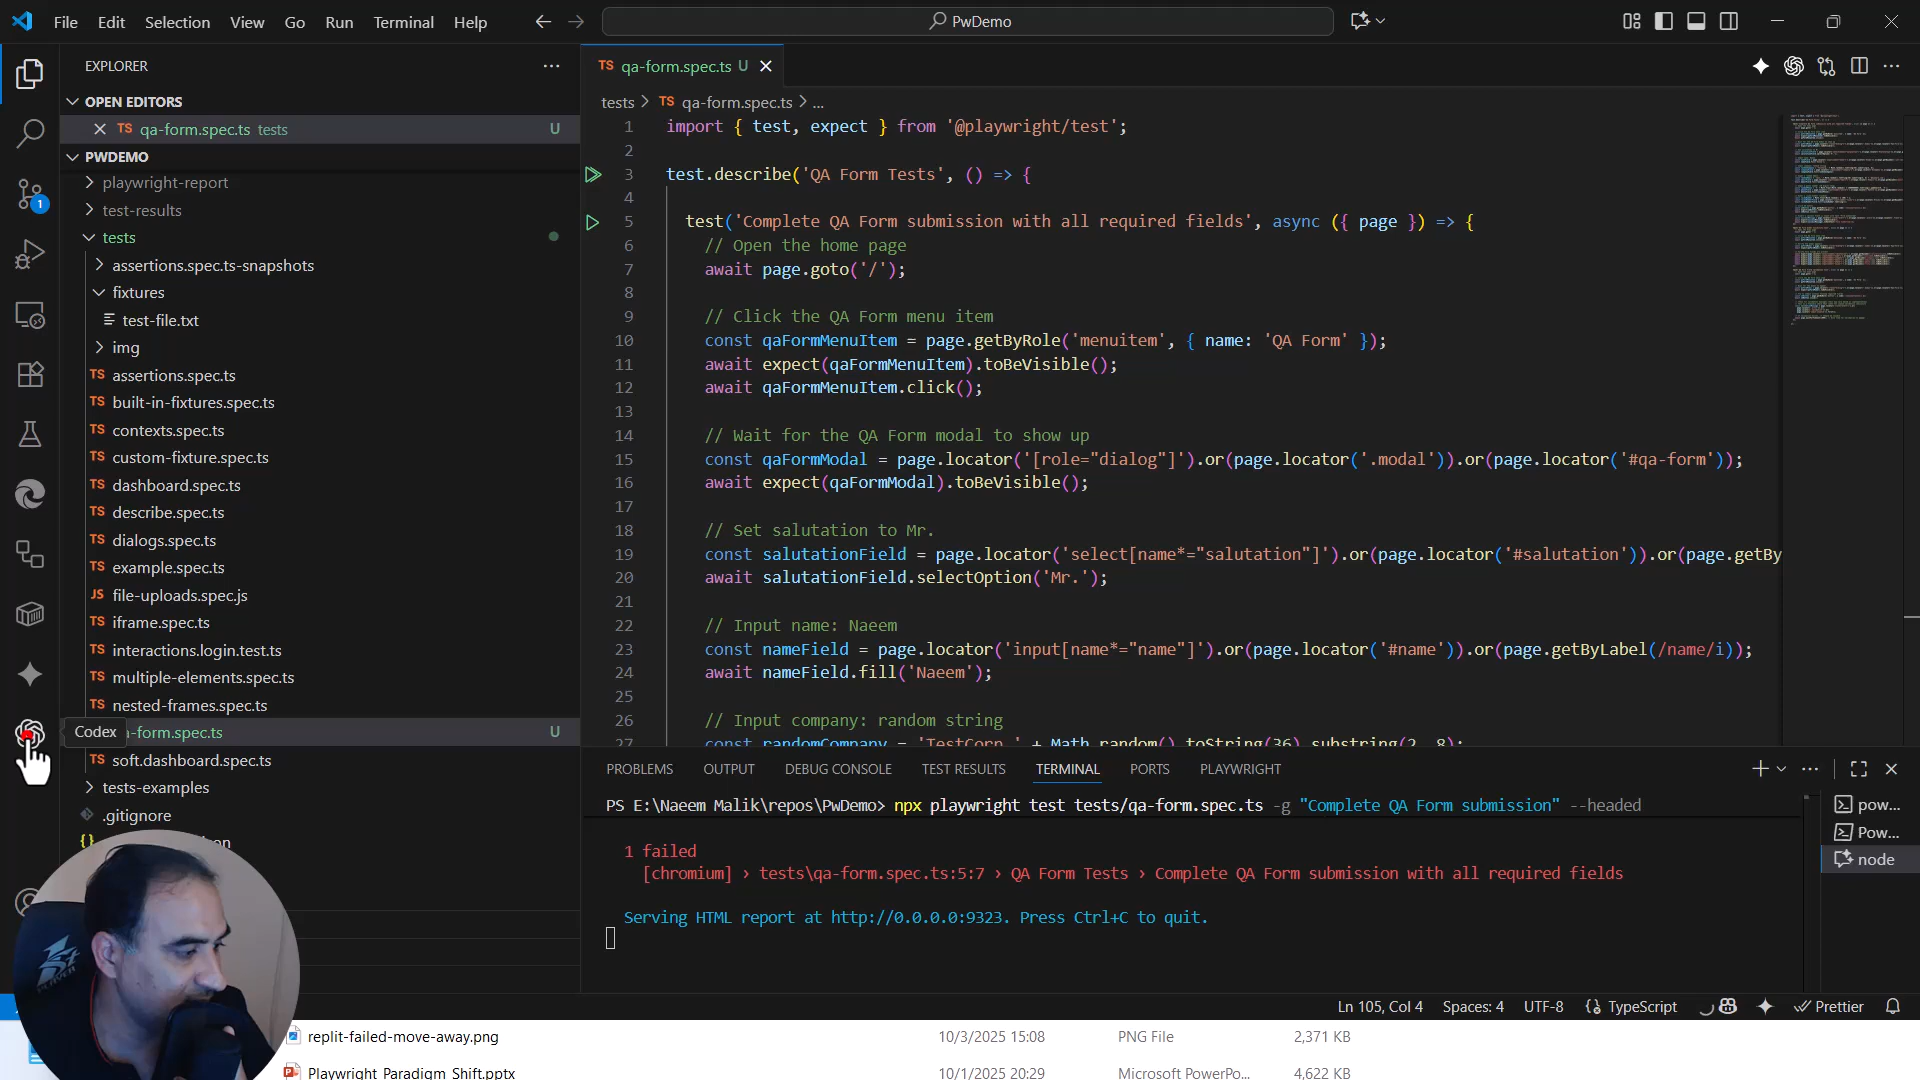 File Edit Selection View Go Run Terminal Help
PwDemo
EXPLORER
OPEN EDITORS
TS qa-form.spec.ts tests U
PWDEMO
playwright-report
test-results
tests
assertions.spec.ts-snapshots
fixtures
test-file.txt
img
TS assertions.spec.ts
TS built-in-fixtures.spec.ts
TS contexts.spec.ts
TS custom-fixture.spec.ts
TS dashboard.spec.ts
TS describe.spec.ts
TS dialogs.spec.ts
TS example.spec.ts
JS file-uploads.spec.js
TS iframe.spec.ts
TS interactions.login.test.ts
TS multiple-elements.spec.ts
TS nested-frames.spec.ts
Codex
a-form.spec.ts U
TS soft.dashboard.spec.ts
tests-examples
.gitignore
1
TS qa-form.spec.ts U
tests > TS qa-form.spec.ts > ...
1 import { test, expect } from '@playwright/test';
2
3 test.describe('QA Form Tests', () => {
4
5 test('Complete QA Form submission with all required fields', async ({ page }) => {
6 // Open the home page
7 await page.goto('/');
8
9 // Click the QA Form menu item
10 const qaFormMenuItem = page.getByRole('menuitem', { name: 'QA Form' });
11 await expect(qaFormMenuItem).toBeVisible();
12 await qaFormMenuItem.click();
13
14 // Wait for the QA Form modal to show up
15 const qaFormModal = page.locator('[role="dialog"]').or(page.locator('.modal')).or(page.locator('#qa-form'));
16 await expect(qaFormModal).toBeVisible();
17
18 // Set salutation to Mr.
19 const salutationField = page.locator('select[name*="salutation"]').or(page.locator('#salutation')).or(page.getBy
20 await salutationField.selectOption('Mr.');
21
22 // Input name: Naeem
23 const nameField = page.locator('input[name*="name"]').or(page.locator('#name')).or(page.getByLabel(/name/i));
24 await nameField.fill('Naeem');
25
26 // Input company: random string
27 const randomCompany = 'TestCorp ' + Math.random().toString(36).substring(2, 8);
PROBLEMS OUTPUT DEBUG CONSOLE TEST RESULTS TERMINAL PORTS PLAYWRIGHT
PS E:\Naeem Malik\repos\PwDemo> npx playwright test tests/qa-form.spec.ts -g "Complete QA Form submission" --headed
1 failed
[chromium] › tests\qa-form.spec.ts:5:7 › QA Form Tests › Complete QA Form submission with all required fields
Serving HTML report at http://0.0.0.0:9323. Press Ctrl+C to quit.
pow...
Pow...
node
Ln 105, Col 4 Spaces: 4 UTF-8 {} TypeScript Prettier
replit-failed-move-away.png 10/3/2025 15:08 PNG File 2,371 KB
Playwright Paradigm Shift.pptx 10/1/2025 20:29 Microsoft PowerPo... 4,622 KB